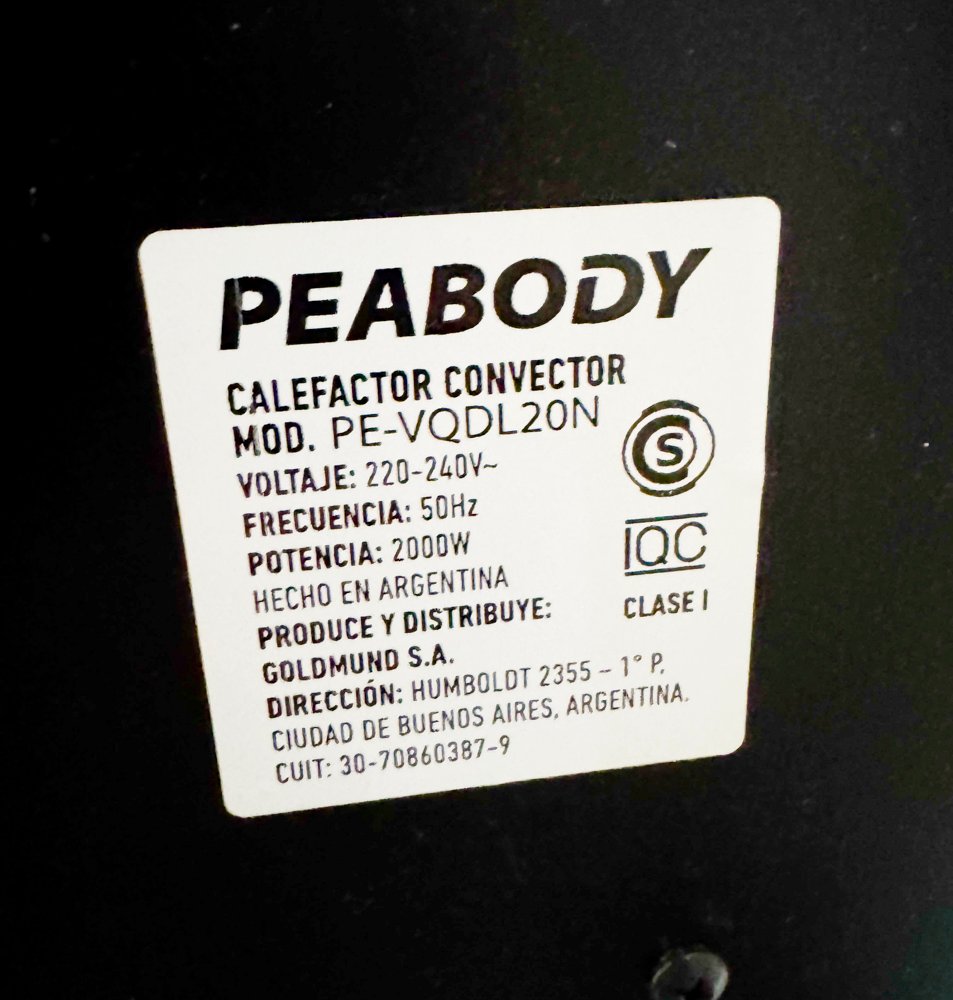 PEABODY
CALEFACTOR CONVECTOR
MOD. PE-VQDL20N
VOLTAJE: 220-240V~
FRECUENCIA: 50Hz
POTENCIA: 2000W
HECHO EN ARGENTINA
PRODUCE Y DISTRIBUYE:
GOLDMUND S.A.
DIRECCIÓN: HUMBOLDT 2355 – 1° P.
CIUDAD DE BUENOS AIRES, ARGENTINA.
CUIT: 30-70860387-9
S
IQC
CLASE I